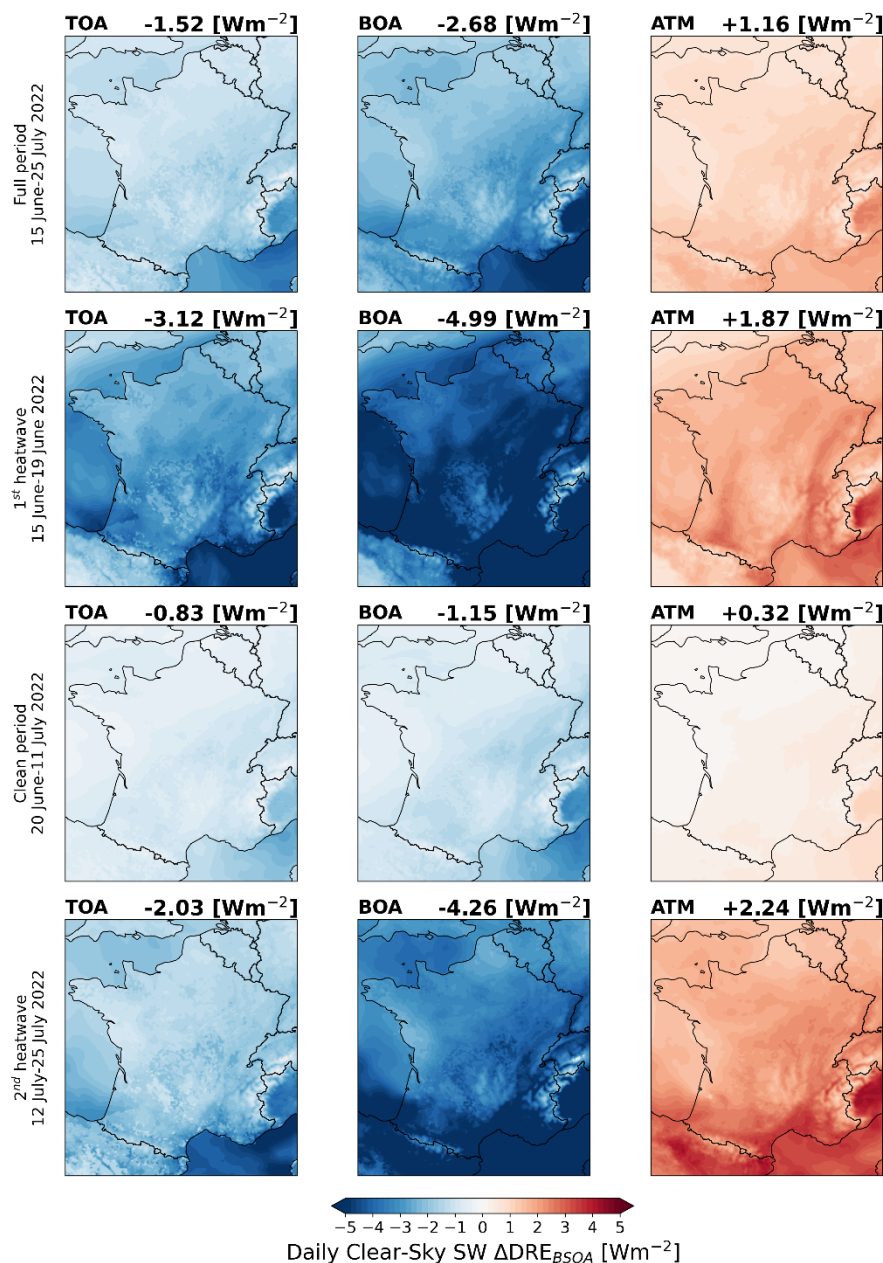 TOA -1.52 [Wm⁻²] BOA -2.68 [Wm⁻²] ATM +1.16 [Wm⁻²]
Full period
15 June-25 July 2022
TOA -3.12 [Wm⁻²] BOA -4.99 [Wm⁻²] ATM +1.87 [Wm⁻²]
1ˢᵗ heatwave
15 June-19 June 2022
TOA -0.83 [Wm⁻²] BOA -1.15 [Wm⁻²] ATM +0.32 [Wm⁻²]
Clean period
20 June-11 July 2022
TOA -2.03 [Wm⁻²] BOA -4.26 [Wm⁻²] ATM +2.24 [Wm⁻²]
2ⁿᵈ heatwave
12 July-25 July 2022
−5 −4 −3 −2 −1 0 1 2 3 4 5
Daily Clear-Sky SW ΔDRE_BSOA [Wm⁻²]